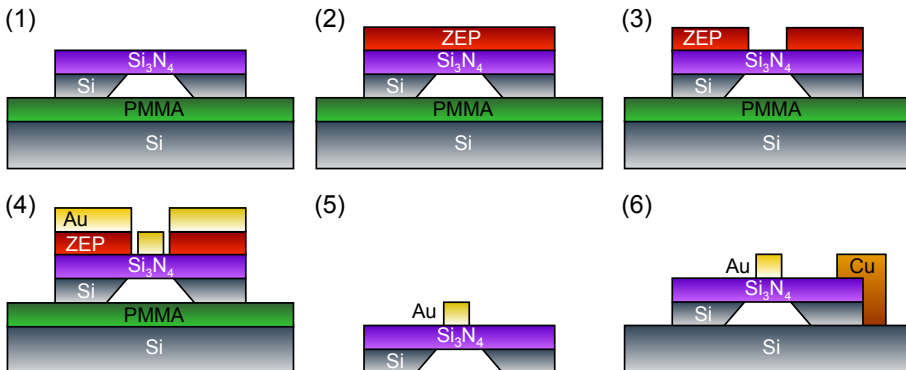 (1)
Si₃N₄
Si
PMMA
Si
(2)
ZEP
Si₃N₄
Si
PMMA
Si
(3)
ZEP
Si₃N₄
Si
PMMA
Si
(4)
Au
ZEP
Si₃N₄
Si
PMMA
Si
(5)
Au
Si₃N₄
Si
(6)
Au
Cu
Si₃N₄
Si
Si